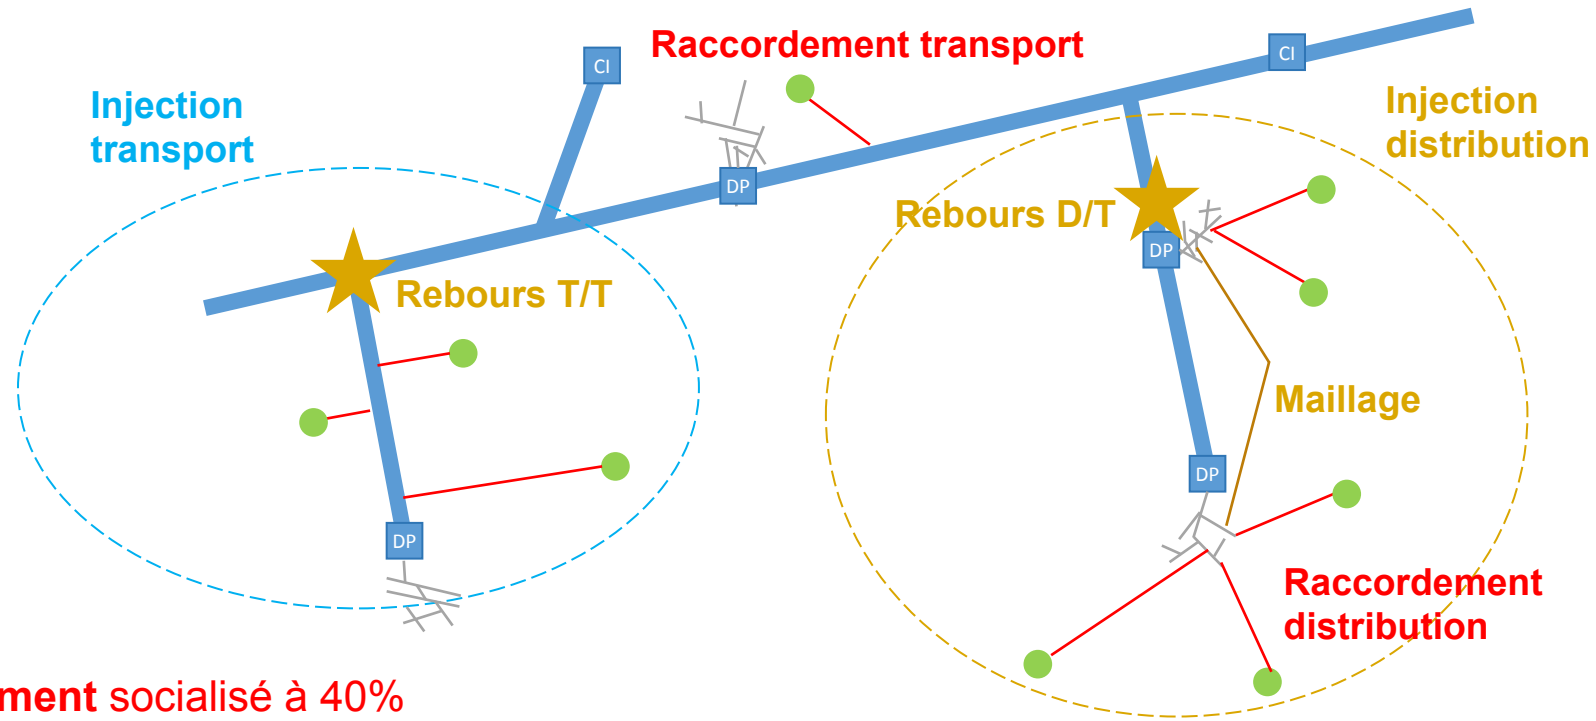 Raccordement transport
CI
CI
Injection
transport
Injection
distribution
DP
Rebours D/T
DP
Rebours T/T
Maillage
DP
DP
Raccordement
distribution
ment socialisé à 40%